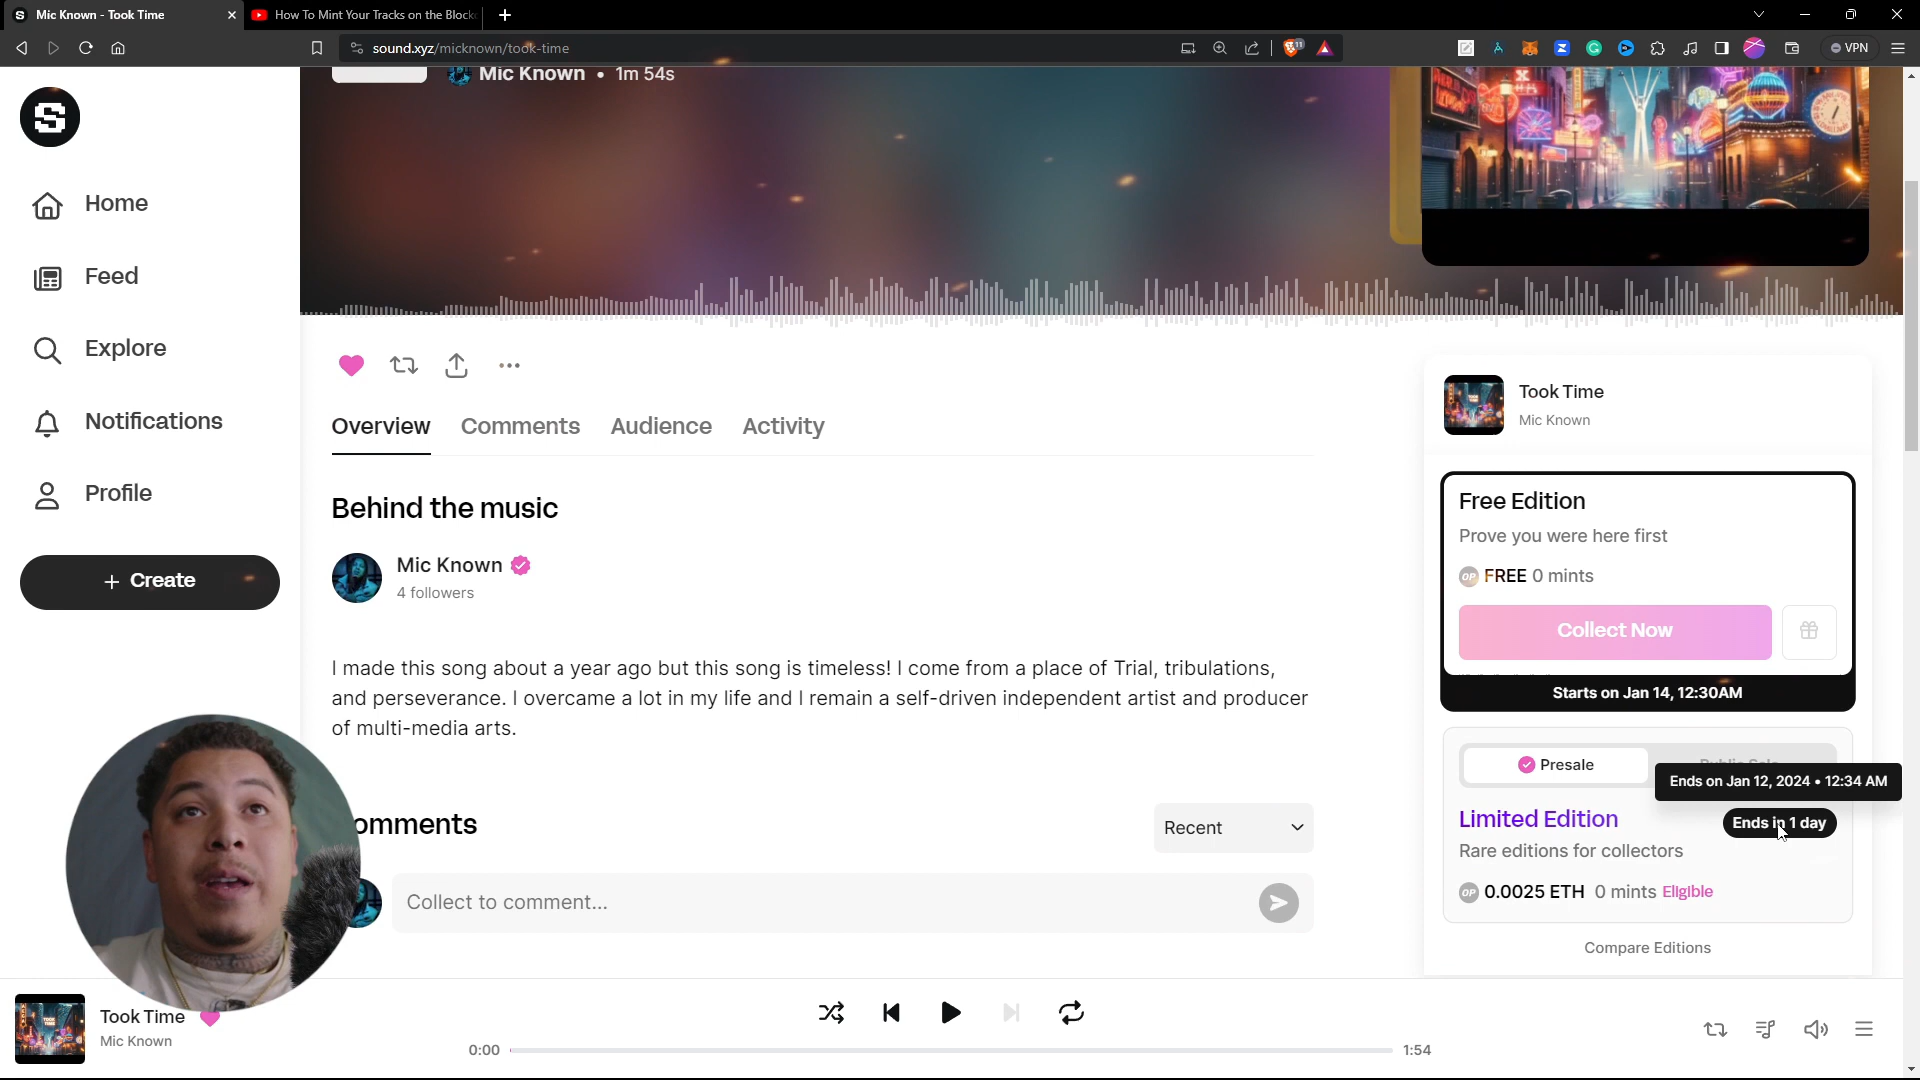 Mic Known - Took Time
How To Mint Your Tracks on the Block
sound.xyz/micknown/took-time
11
VPN
S
Mic Known • 1m 54s
Home
Feed
Explore
Notifications
Profile
+ Create
Overview
Comments
Audience
Activity
Behind the music
Mic Known
4 followers
I made this song about a year ago but this song is timeless! I come from a place of Trial, tribulations,
and perseverance. I overcame a lot in my life and I remain a self-driven independent artist and producer
of multi-media arts.
omments
Recent
Collect to comment...
Took Time
Mic Known
Free Edition
Prove you were here first
OP FREE 0 mints
Collect Now
Starts on Jan 14, 12:30AM
Presale
Ends on Jan 12, 2024 • 12:34 AM
Limited Edition
Ends in 1 day
Rare editions for collectors
OP 0.0025 ETH 0 mints Eligible
Compare Editions
Took Time
Mic Known
0:00
1:54